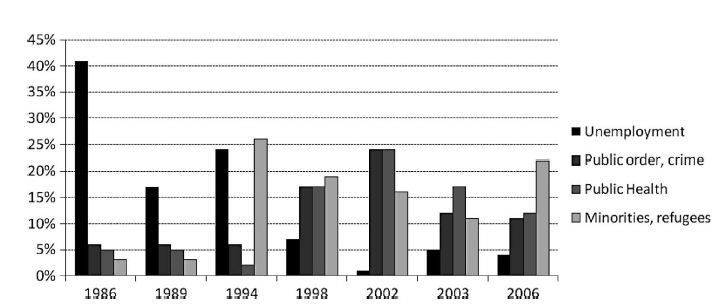 45%
40%
35%
30%
25%
20%
15%
10%
5%
0%
1986 1989 1994 1998 2002 2003 2006
Unemployment
Public order, crime
Public Health
Minorities, refugees